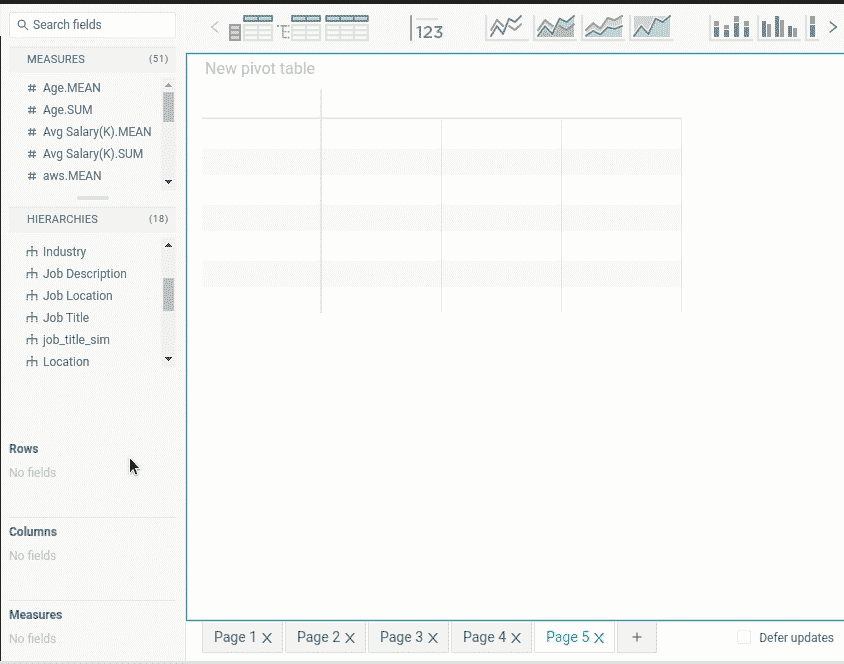 Search fields
123
MEASURES (51)
Age.MEAN
Age.SUM
Avg Salary(K).MEAN
Avg Salary(K).SUM
aws.MEAN
HIERARCHIES (18)
Industry
Job Description
Job Location
Job Title
job_title_sim
Location
Rows
No fields
Columns
No fields
Measures
No fields
New pivot table
Page 1 X Page 2 X Page 3 X Page 4 X Page 5 X +
Defer updates